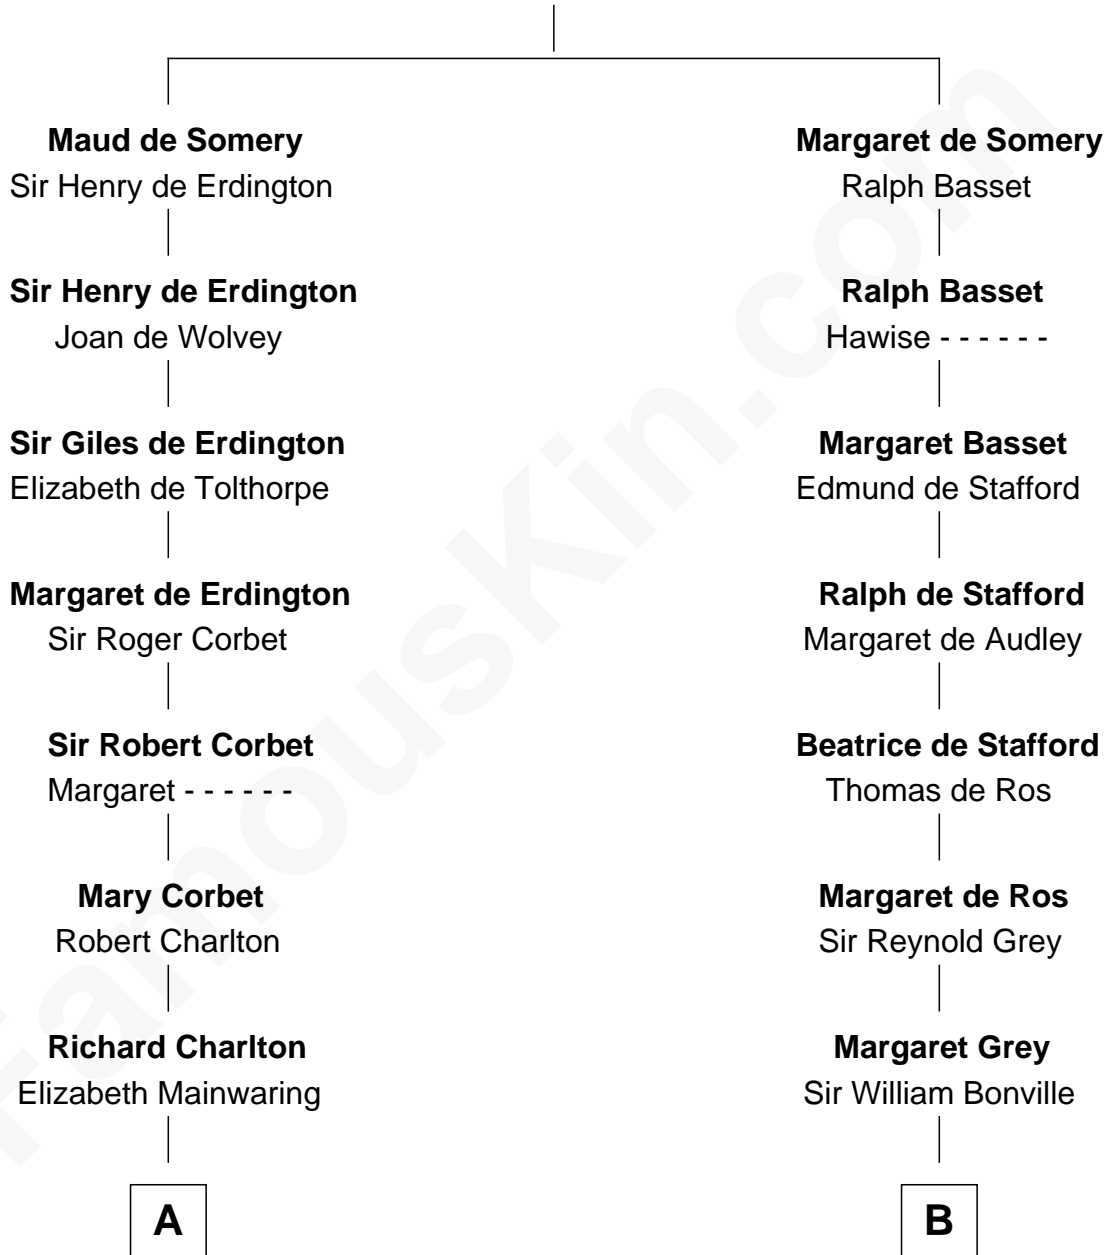 Maud de Somery
Sir Henry de Erdington
Sir Henry de Erdington
Joan de Wolvey
Sir Giles de Erdington
Elizabeth de Tolthorpe
Margaret de Erdington
Sir Roger Corbet
Sir Robert Corbet
Margaret - - - - - -
Mary Corbet
Robert Charlton
Richard Charlton
Elizabeth Mainwaring
A
Margaret de Somery
Ralph Basset
Ralph Basset
Hawise - - - - - -
Margaret Basset
Edmund de Stafford
Ralph de Stafford
Margaret de Audley
Beatrice de Stafford
Thomas de Ros
Margaret de Ros
Sir Reynold Grey
Margaret Grey
Sir William Bonville
B
FamousKin.com